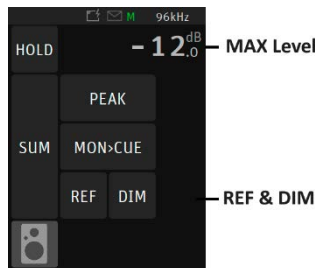 M 96kHz
HOLD -12.0 dB MAX Level
PEAK
SUM MON>CUE
REF DIM REF & DIM